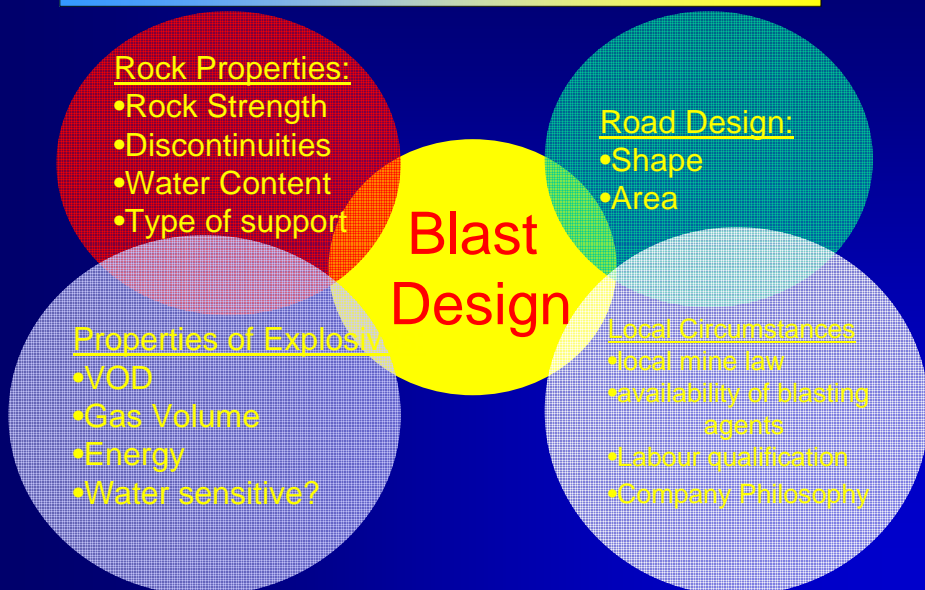 Rock Properties:
•Rock Strength
•Discontinuities
•Water Content
•Type of support
Road Design:
•Shape
•Area
Blast
Design
Properties of Explosiv
•VOD
•Gas Volume
•Energy
•Water sensitive?
Local Circumstances
•local mine law
•availability of blasting
agents
•Labour qualification
•Company Philosophy